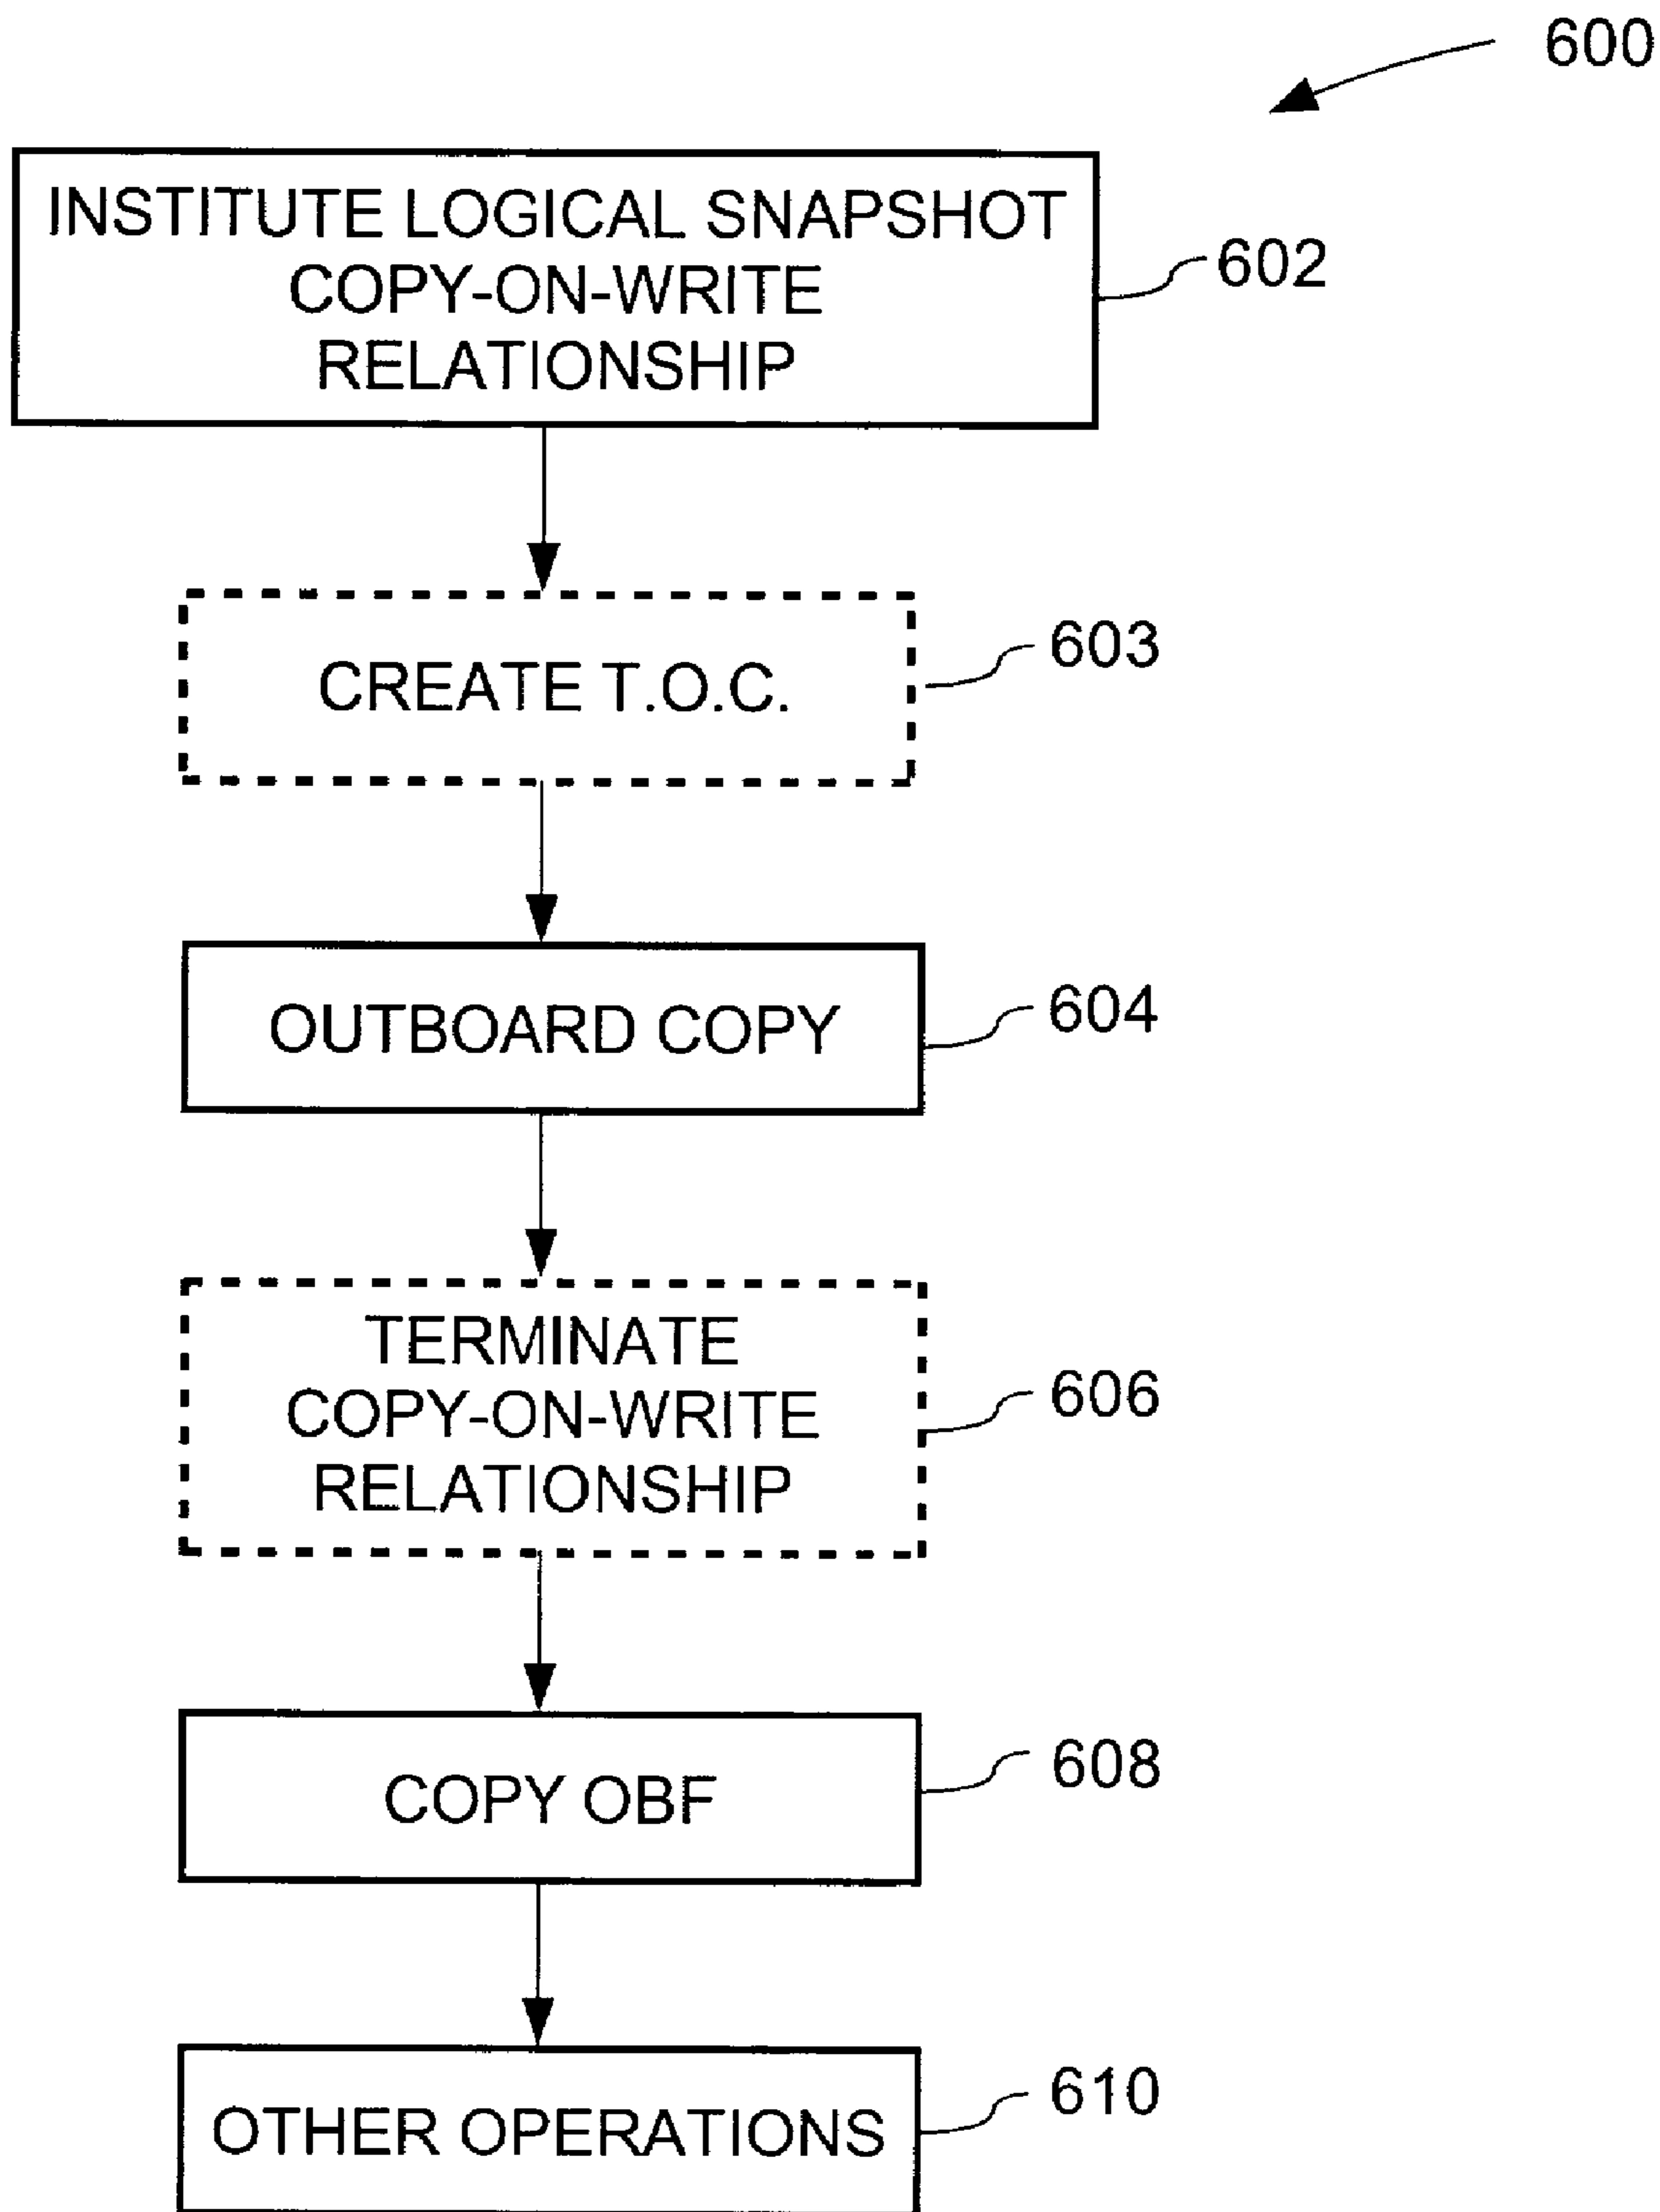 600
INSTITUTE LOGICAL SNAPSHOT
COPY-ON-WRITE
RELATIONSHIP
602
CREATE T.O.C.
603
OUTBOARD COPY
604
TERMINATE
COPY-ON-WRITE
RELATIONSHIP
606
COPY OBF
608
OTHER OPERATIONS
610